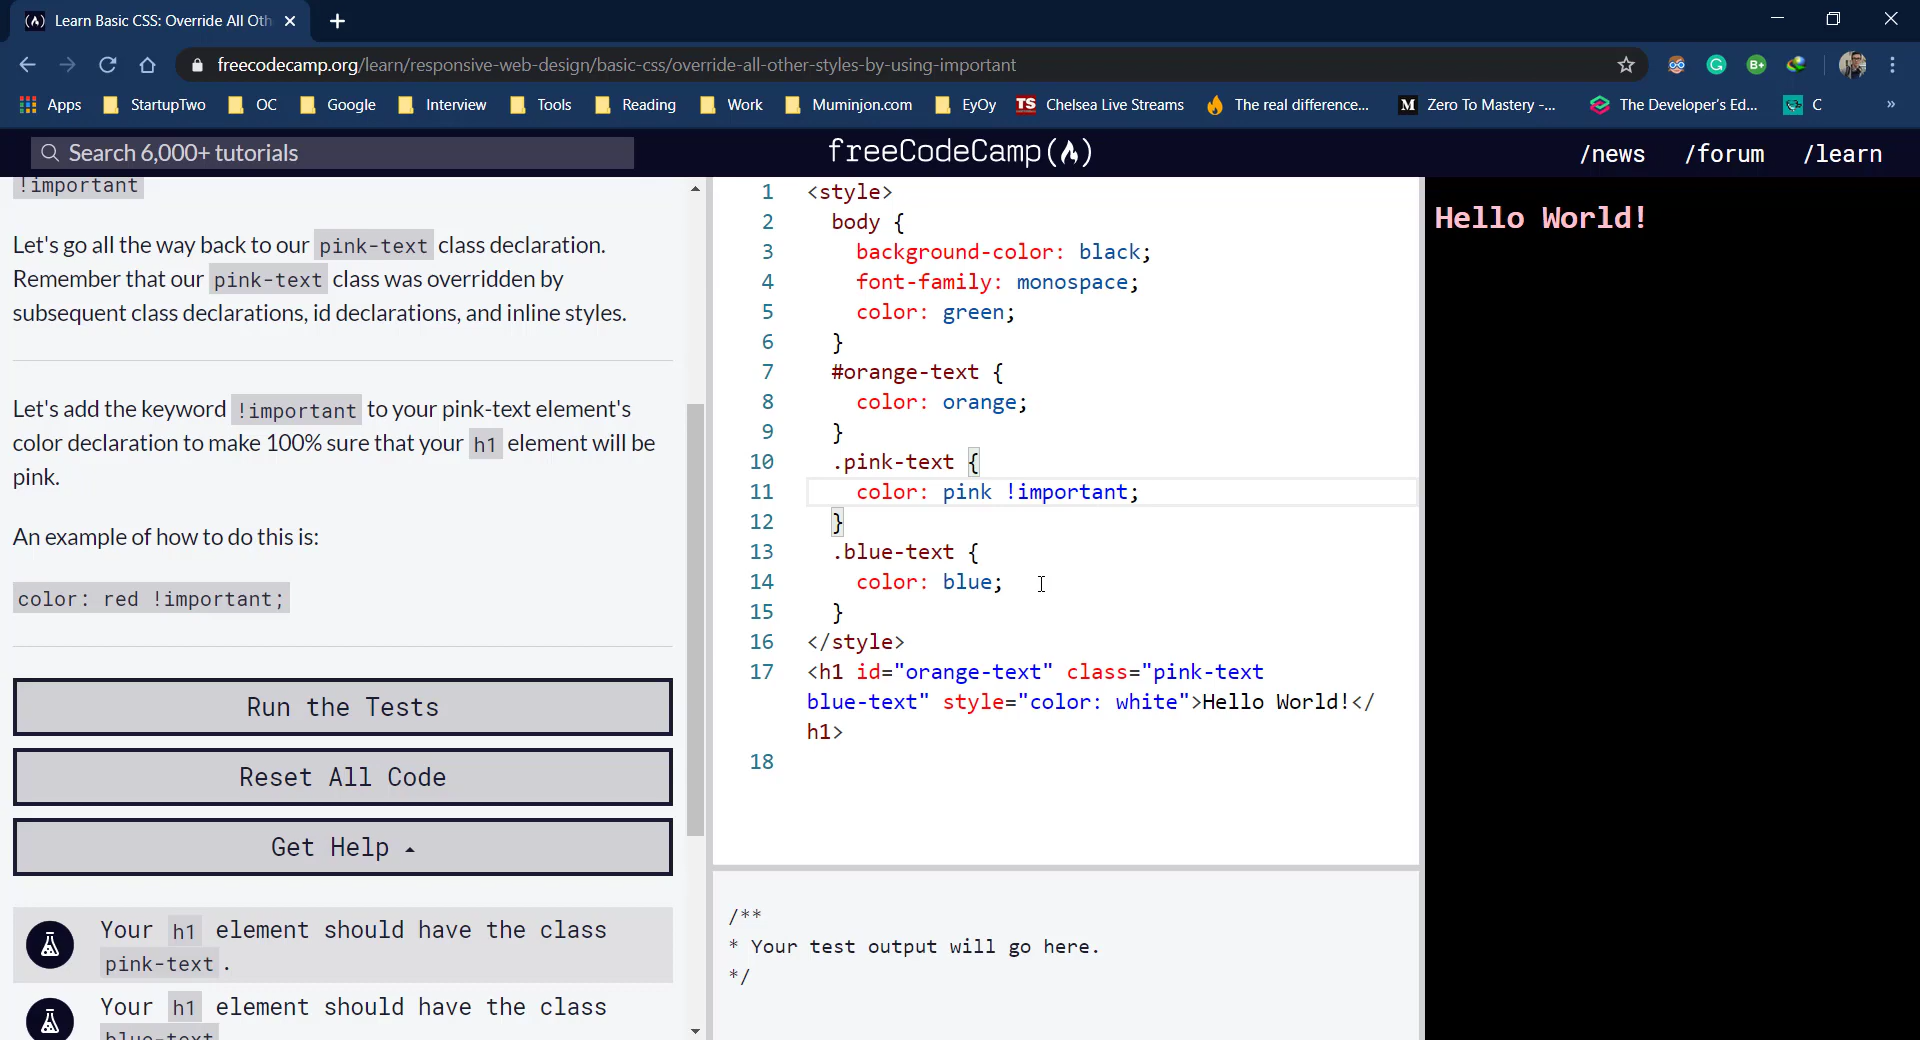 Learn Basic CSS: Override All Oth
freecodecamp.org/learn/responsive-web-design/basic-css/override-all-other-styles-by-using-important
Apps StartupTwo OC Google Interview Tools Reading Work Muminjon.com EyOy TS Chelsea Live Streams The real difference... M Zero To Mastery -... The Developer's Ed... C »
Search 6,000+ tutorials
freeCodeCamp
/news /forum /learn
!important
Let's go all the way back to our pink-text class declaration.
Remember that our pink-text class was overridden by
subsequent class declarations, id declarations, and inline styles.
Let's add the keyword !important to your pink-text element's
color declaration to make 100% sure that your h1 element will be
pink.
An example of how to do this is:
color: red !important;
Run the Tests
Reset All Code
Get Help
Your h1 element should have the class
pink-text.
Your h1 element should have the class
blue-text
1 <style>
2 body {
3 background-color: black;
4 font-family: monospace;
5 color: green;
6 }
7 #orange-text {
8 color: orange;
9 }
10 .pink-text {
11 color: pink !important;
12 }
13 .blue-text {
14 color: blue;
15 }
16 </style>
17 <h1 id="orange-text" class="pink-text
blue-text" style="color: white">Hello World!</
h1>
18
/**
* Your test output will go here.
*/
Hello World!